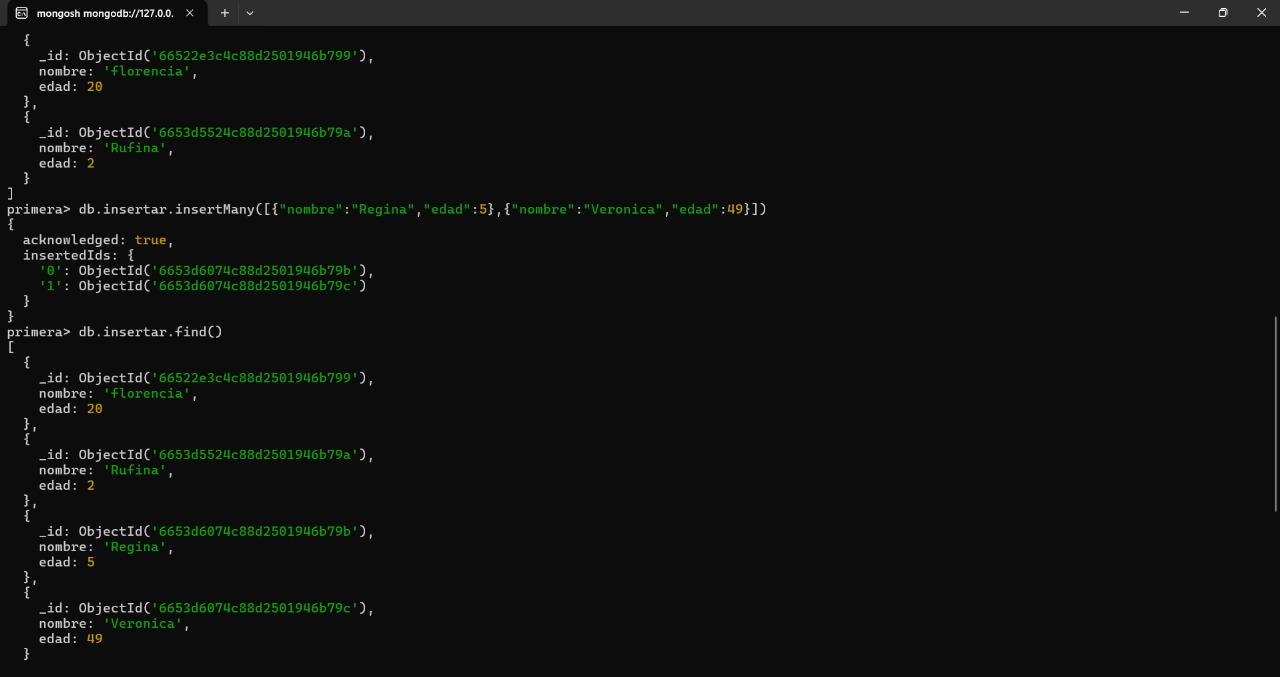 mongosh mongodb://127.0.0.
{
_id: ObjectId('66522e3c4c88d2501946b799'),
nombre: 'florencia',
edad: 20
},
{
_id: ObjectId('6653d5524c88d2501946b79a'),
nombre: 'Rufina',
edad: 2
}
]
primera> db.insertar.insertMany([{"nombre":"Regina","edad":5},{"nombre":"Veronica","edad":49}])
{
acknowledged: true,
insertedIds: {
'0': ObjectId('6653d6074c88d2501946b79b'),
'1': ObjectId('6653d6074c88d2501946b79c')
}
}
primera> db.insertar.find()
[
{
_id: ObjectId('66522e3c4c88d2501946b799'),
nombre: 'florencia',
edad: 20
},
{
_id: ObjectId('6653d5524c88d2501946b79a'),
nombre: 'Rufina',
edad: 2
},
{
_id: ObjectId('6653d6074c88d2501946b79b'),
nombre: 'Regina',
edad: 5
},
{
_id: ObjectId('6653d6074c88d2501946b79c'),
nombre: 'Veronica',
edad: 49
}